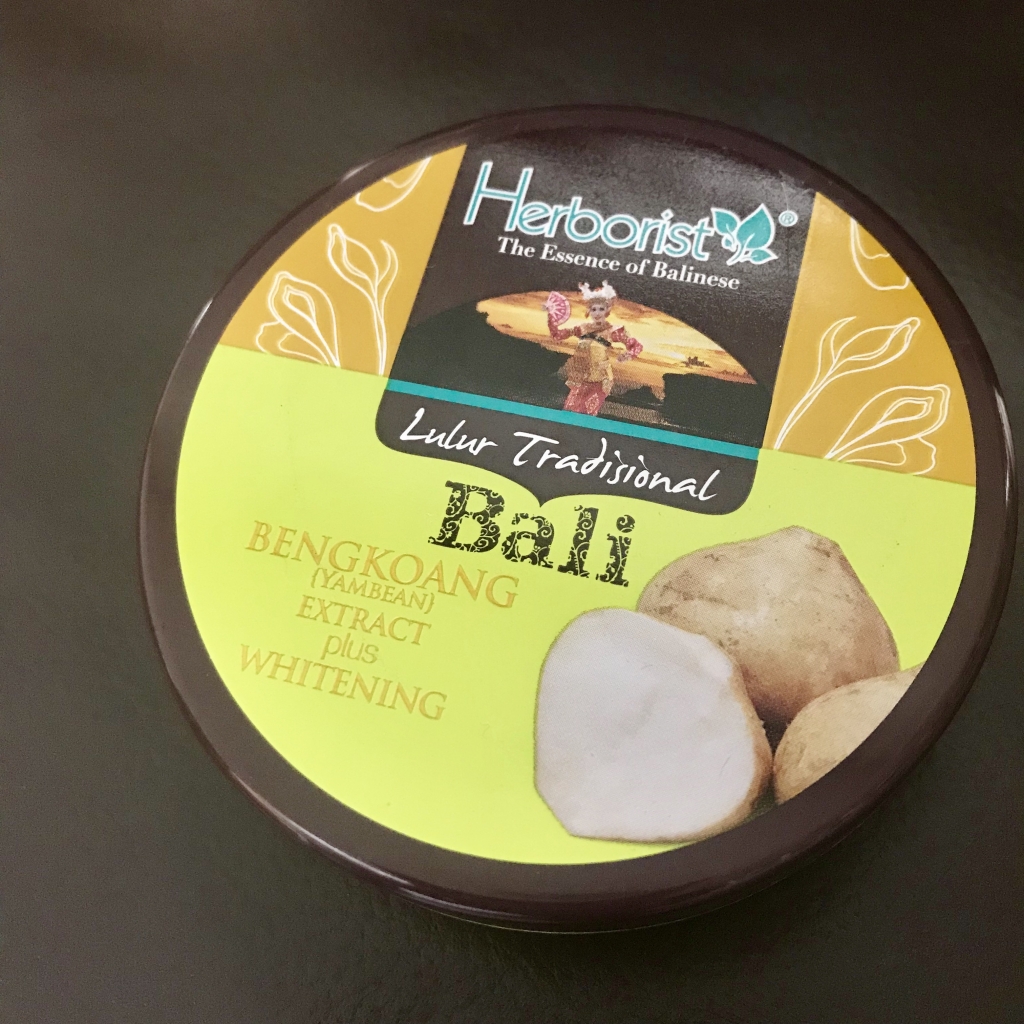 Herborist®
The Essence of Balinese
Lulur Tradisional
Bali
BENGKOANG
(YAMBEAN)
EXTRACT
plus
WHITENING